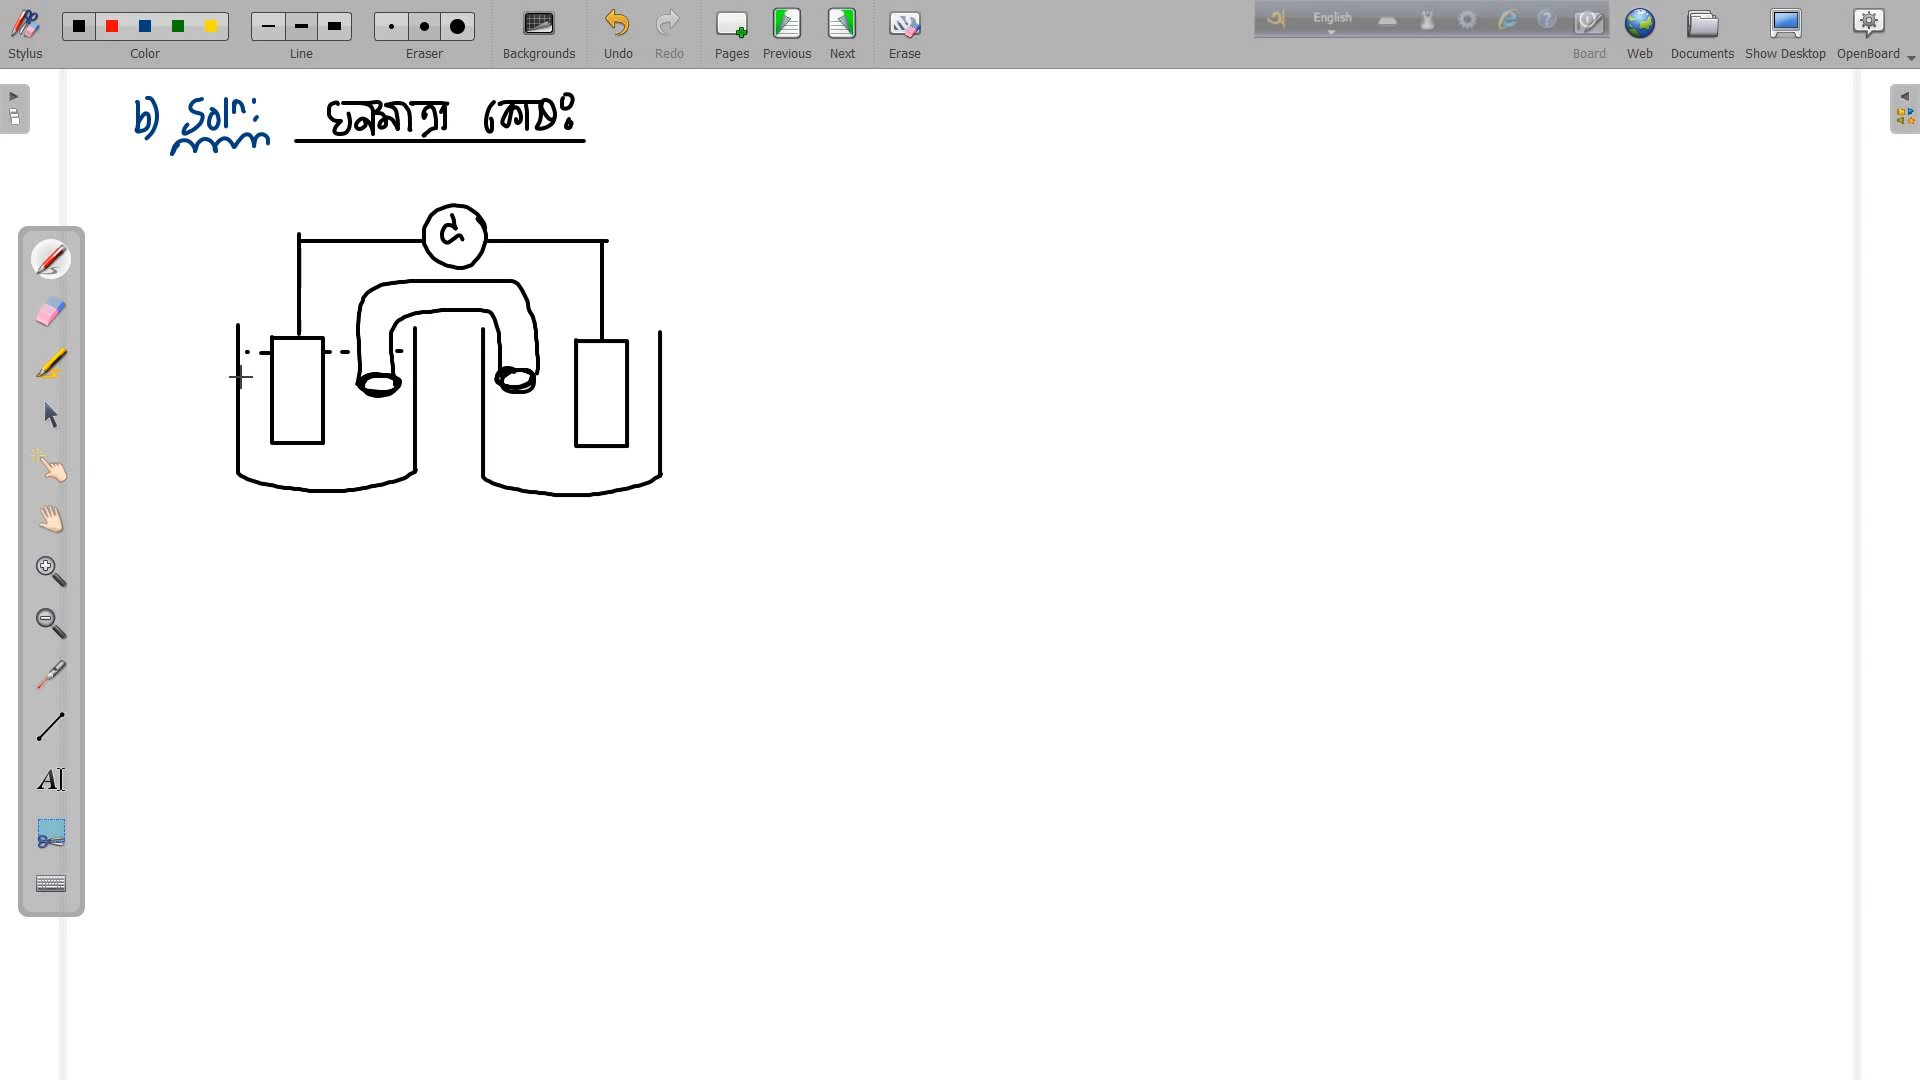 Stylus Color Line Eraser Backgrounds Undo Redo Pages Previous Next Erase English Board Web Documents Show Desktop OpenBoard
b) Solⁿ: ঘনমাত্রা কোষঃ